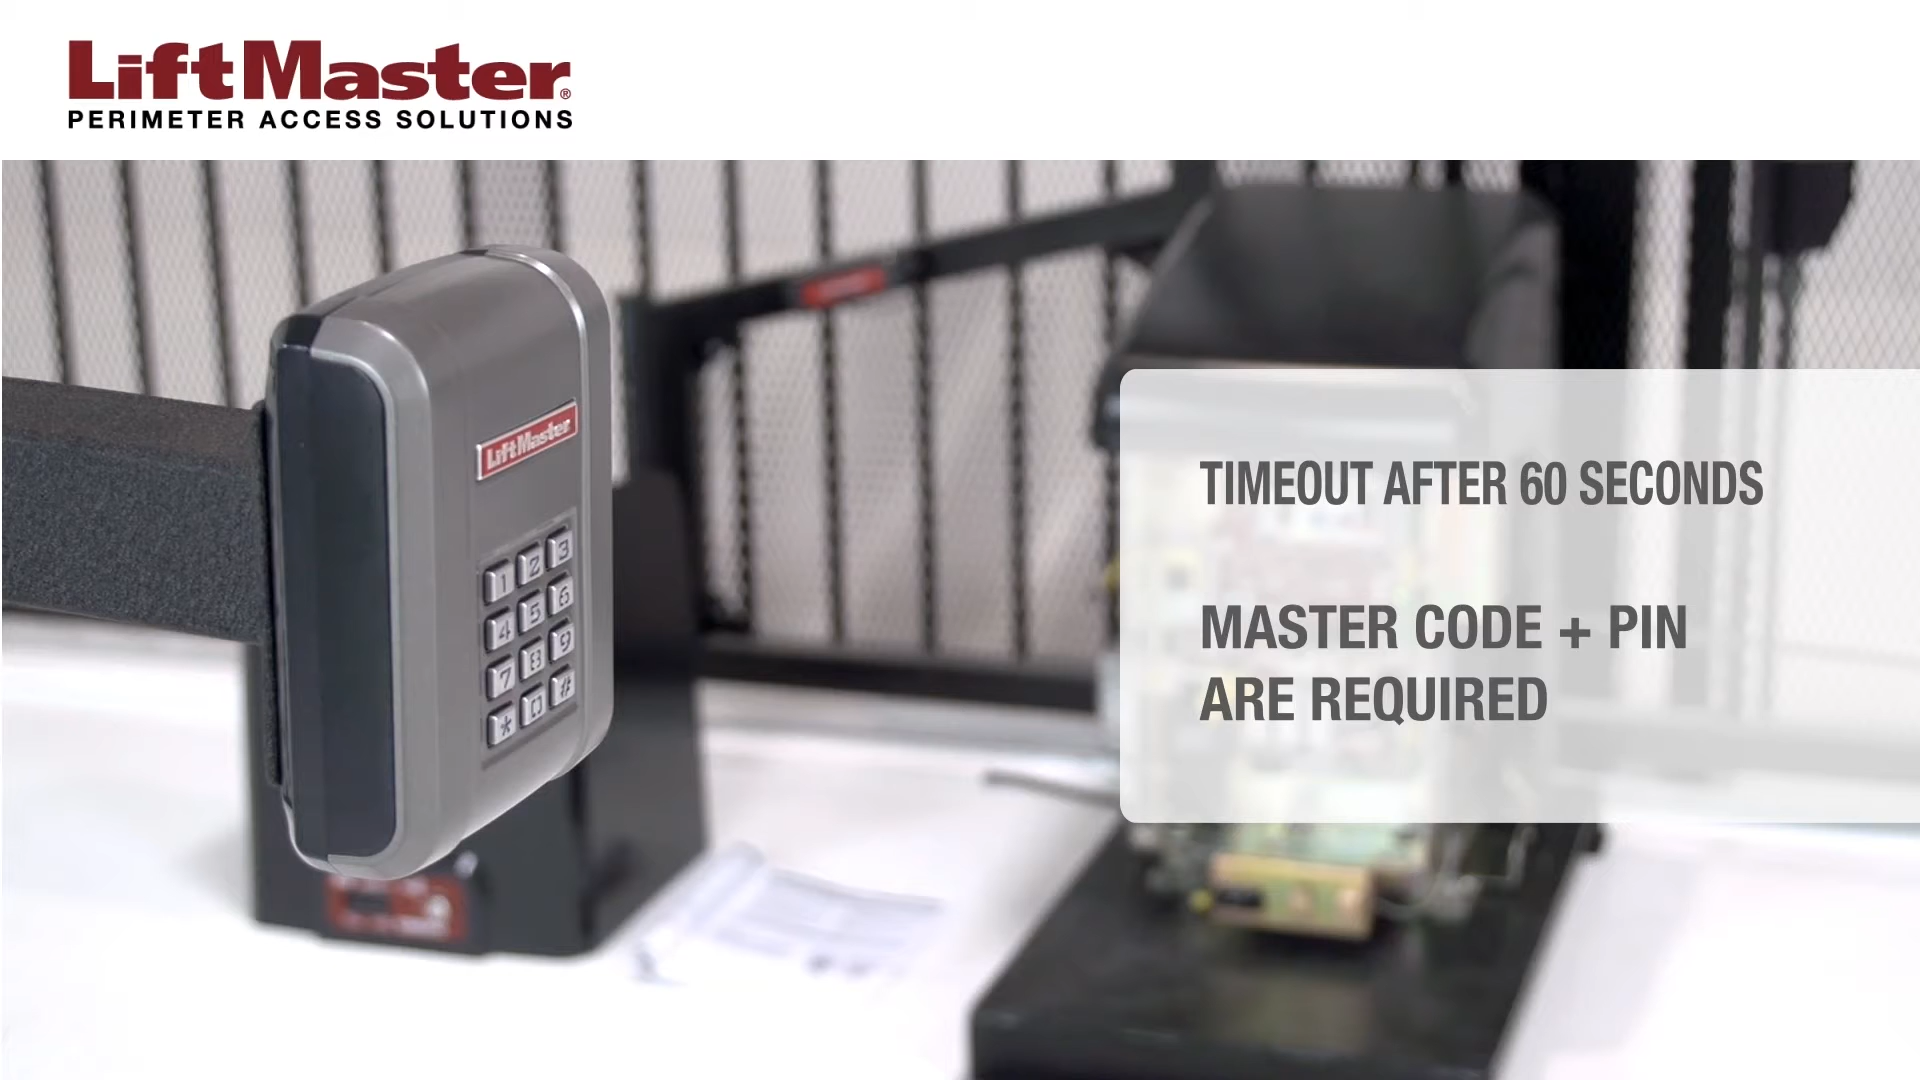 LiftMaster®
PERIMETER ACCESS SOLUTIONS
LiftMaster
TIMEOUT AFTER 60 SECONDS
MASTER CODE + PIN
ARE REQUIRED
1 2 3
4 5 6
7 8 9
* 0 #